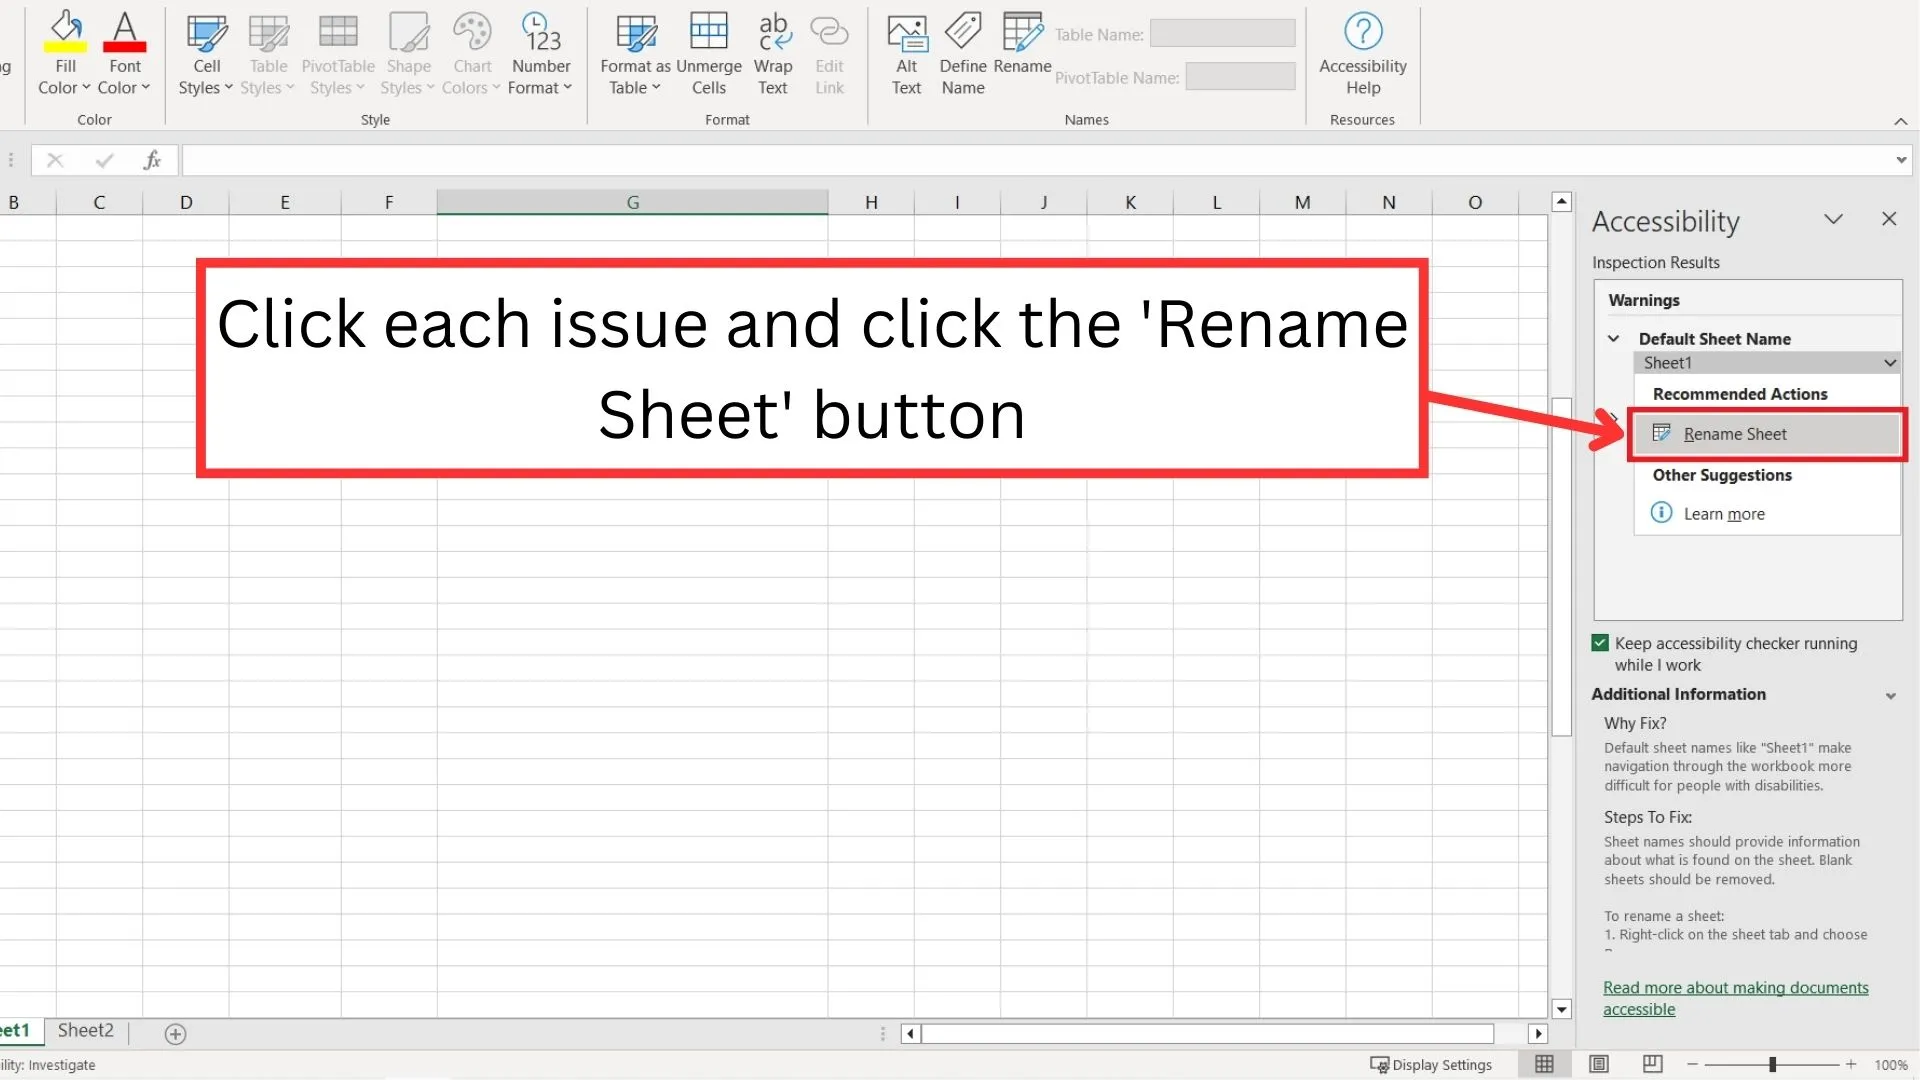 g
Fill
Color
Font
Color
Color
Cell
Styles
Table
Styles
PivotTable
Styles
Shape
Styles
Chart
Colors
Number
Format
123
Style
Format as
Table
Unmerge
Cells
ab
c
Wrap
Text
Edit
Link
Format
Alt
Text
Define
Name
Rename
Table Name:
PivotTable Name:
Names
Accessibility
Help
Resources
fx
B C D E F G H I J K L M N O
Click each issue and click the 'Rename
Sheet' button
Accessibility
Inspection Results
Warnings
Default Sheet Name
Sheet1
Recommended Actions
Rename Sheet
Other Suggestions
Learn more
Keep accessibility checker running
while I work
Additional Information
Why Fix?
Default sheet names like "Sheet1" make
navigation through the workbook more
difficult for people with disabilities.
Steps To Fix:
Sheet names should provide information
about what is found on the sheet. Blank
sheets should be removed.
To rename a sheet:
1. Right-click on the sheet tab and choose
Read more about making documents
accessible
eet1 Sheet2
ility: Investigate
Display Settings
100%